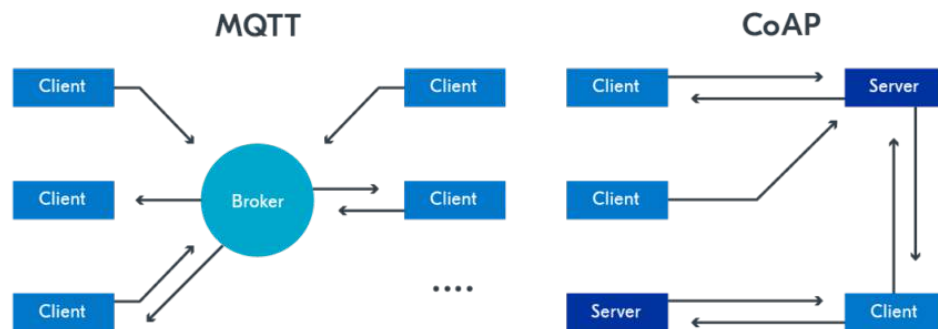 MQTT
CoAP
Client
Client
Client
Server
Client
Broker
Client
Client
Client
....
Server
Client